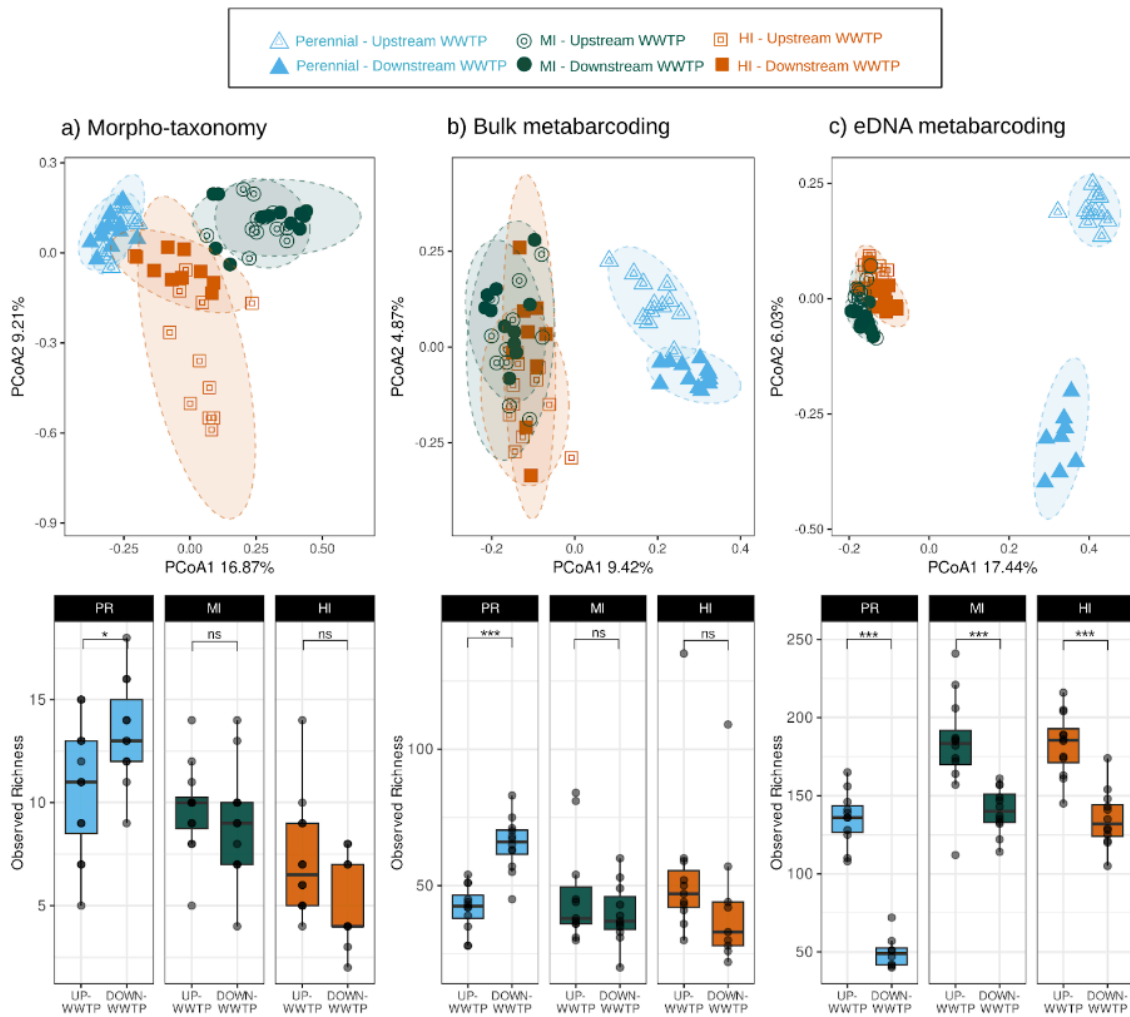 Perennial - Upstream WWTP MI - Upstream WWTP HI - Upstream WWTP
Perennial - Downstream WWTP MI - Downstream WWTP HI - Downstream WWTP
a) Morpho-taxonomy
0.3
0.0
-0.3
-0.6
-0.9
PCoA2 9.21%
-0.25 0.00 0.25 0.50
PCoA1 16.87%
b) Bulk metabarcoding
0.25
0.00
-0.25
PCoA2 4.87%
-0.2 0.0 0.2 0.4
PCoA1 9.42%
c) eDNA metabarcoding
0.25
0.00
-0.25
-0.50
PCoA2 6.03%
-0.2 0.0 0.2 0.4
PCoA1 17.44%
PR MI HI
* ns ns
15
10
5
Observed Richness
UP-WWTP DOWN-WWTP UP-WWTP DOWN-WWTP UP-WWTP DOWN-WWTP
PR MI HI
*** ns ns
100
50
Observed Richness
UP-WWTP DOWN-WWTP UP-WWTP DOWN-WWTP UP-WWTP DOWN-WWTP
PR MI HI
*** *** ***
250
200
150
100
50
Observed Richness
UP-WWTP DOWN-WWTP UP-WWTP DOWN-WWTP UP-WWTP DOWN-WWTP